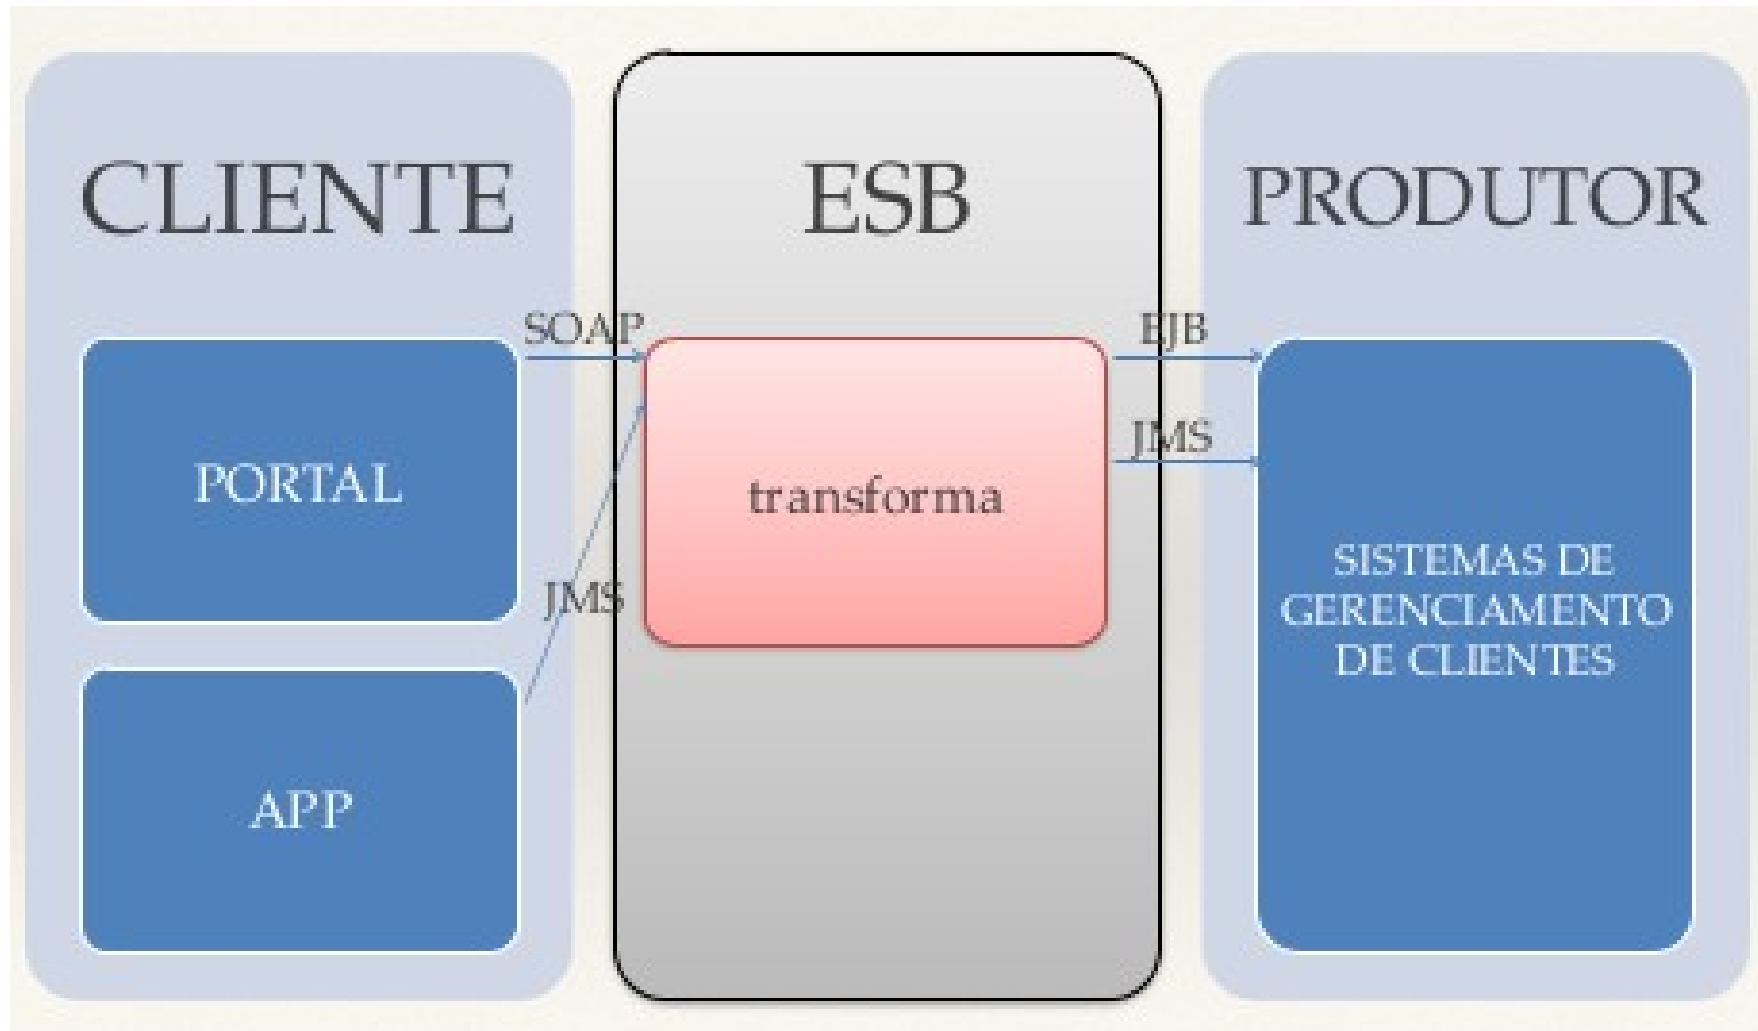 CLIENTE
PORTAL
APP
SOAP
JMS
ESB
transforma
EJB
JMS
PRODUTOR
SISTEMAS DE
GERENCIAMENTO
DE CLIENTES